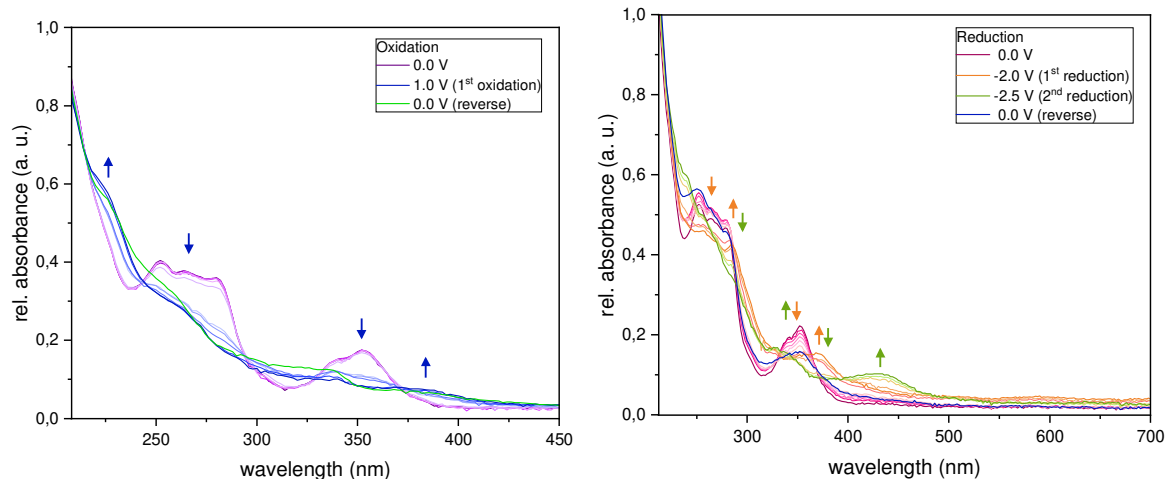 Oxidation
0.0 V
1.0 V (1st oxidation)
0.0 V (reverse)
rel. absorbance (a. u.)
1,0
0,8
0,6
0,4
0,2
0,0
250 300 350 400 450
wavelength (nm)
Reduction
0.0 V
-2.0 V (1st reduction)
-2.5 V (2nd reduction)
0.0 V (reverse)
rel. absorbance (a. u.)
1,0
0,8
0,6
0,4
0,2
0,0
300 400 500 600 700
wavelength (nm)